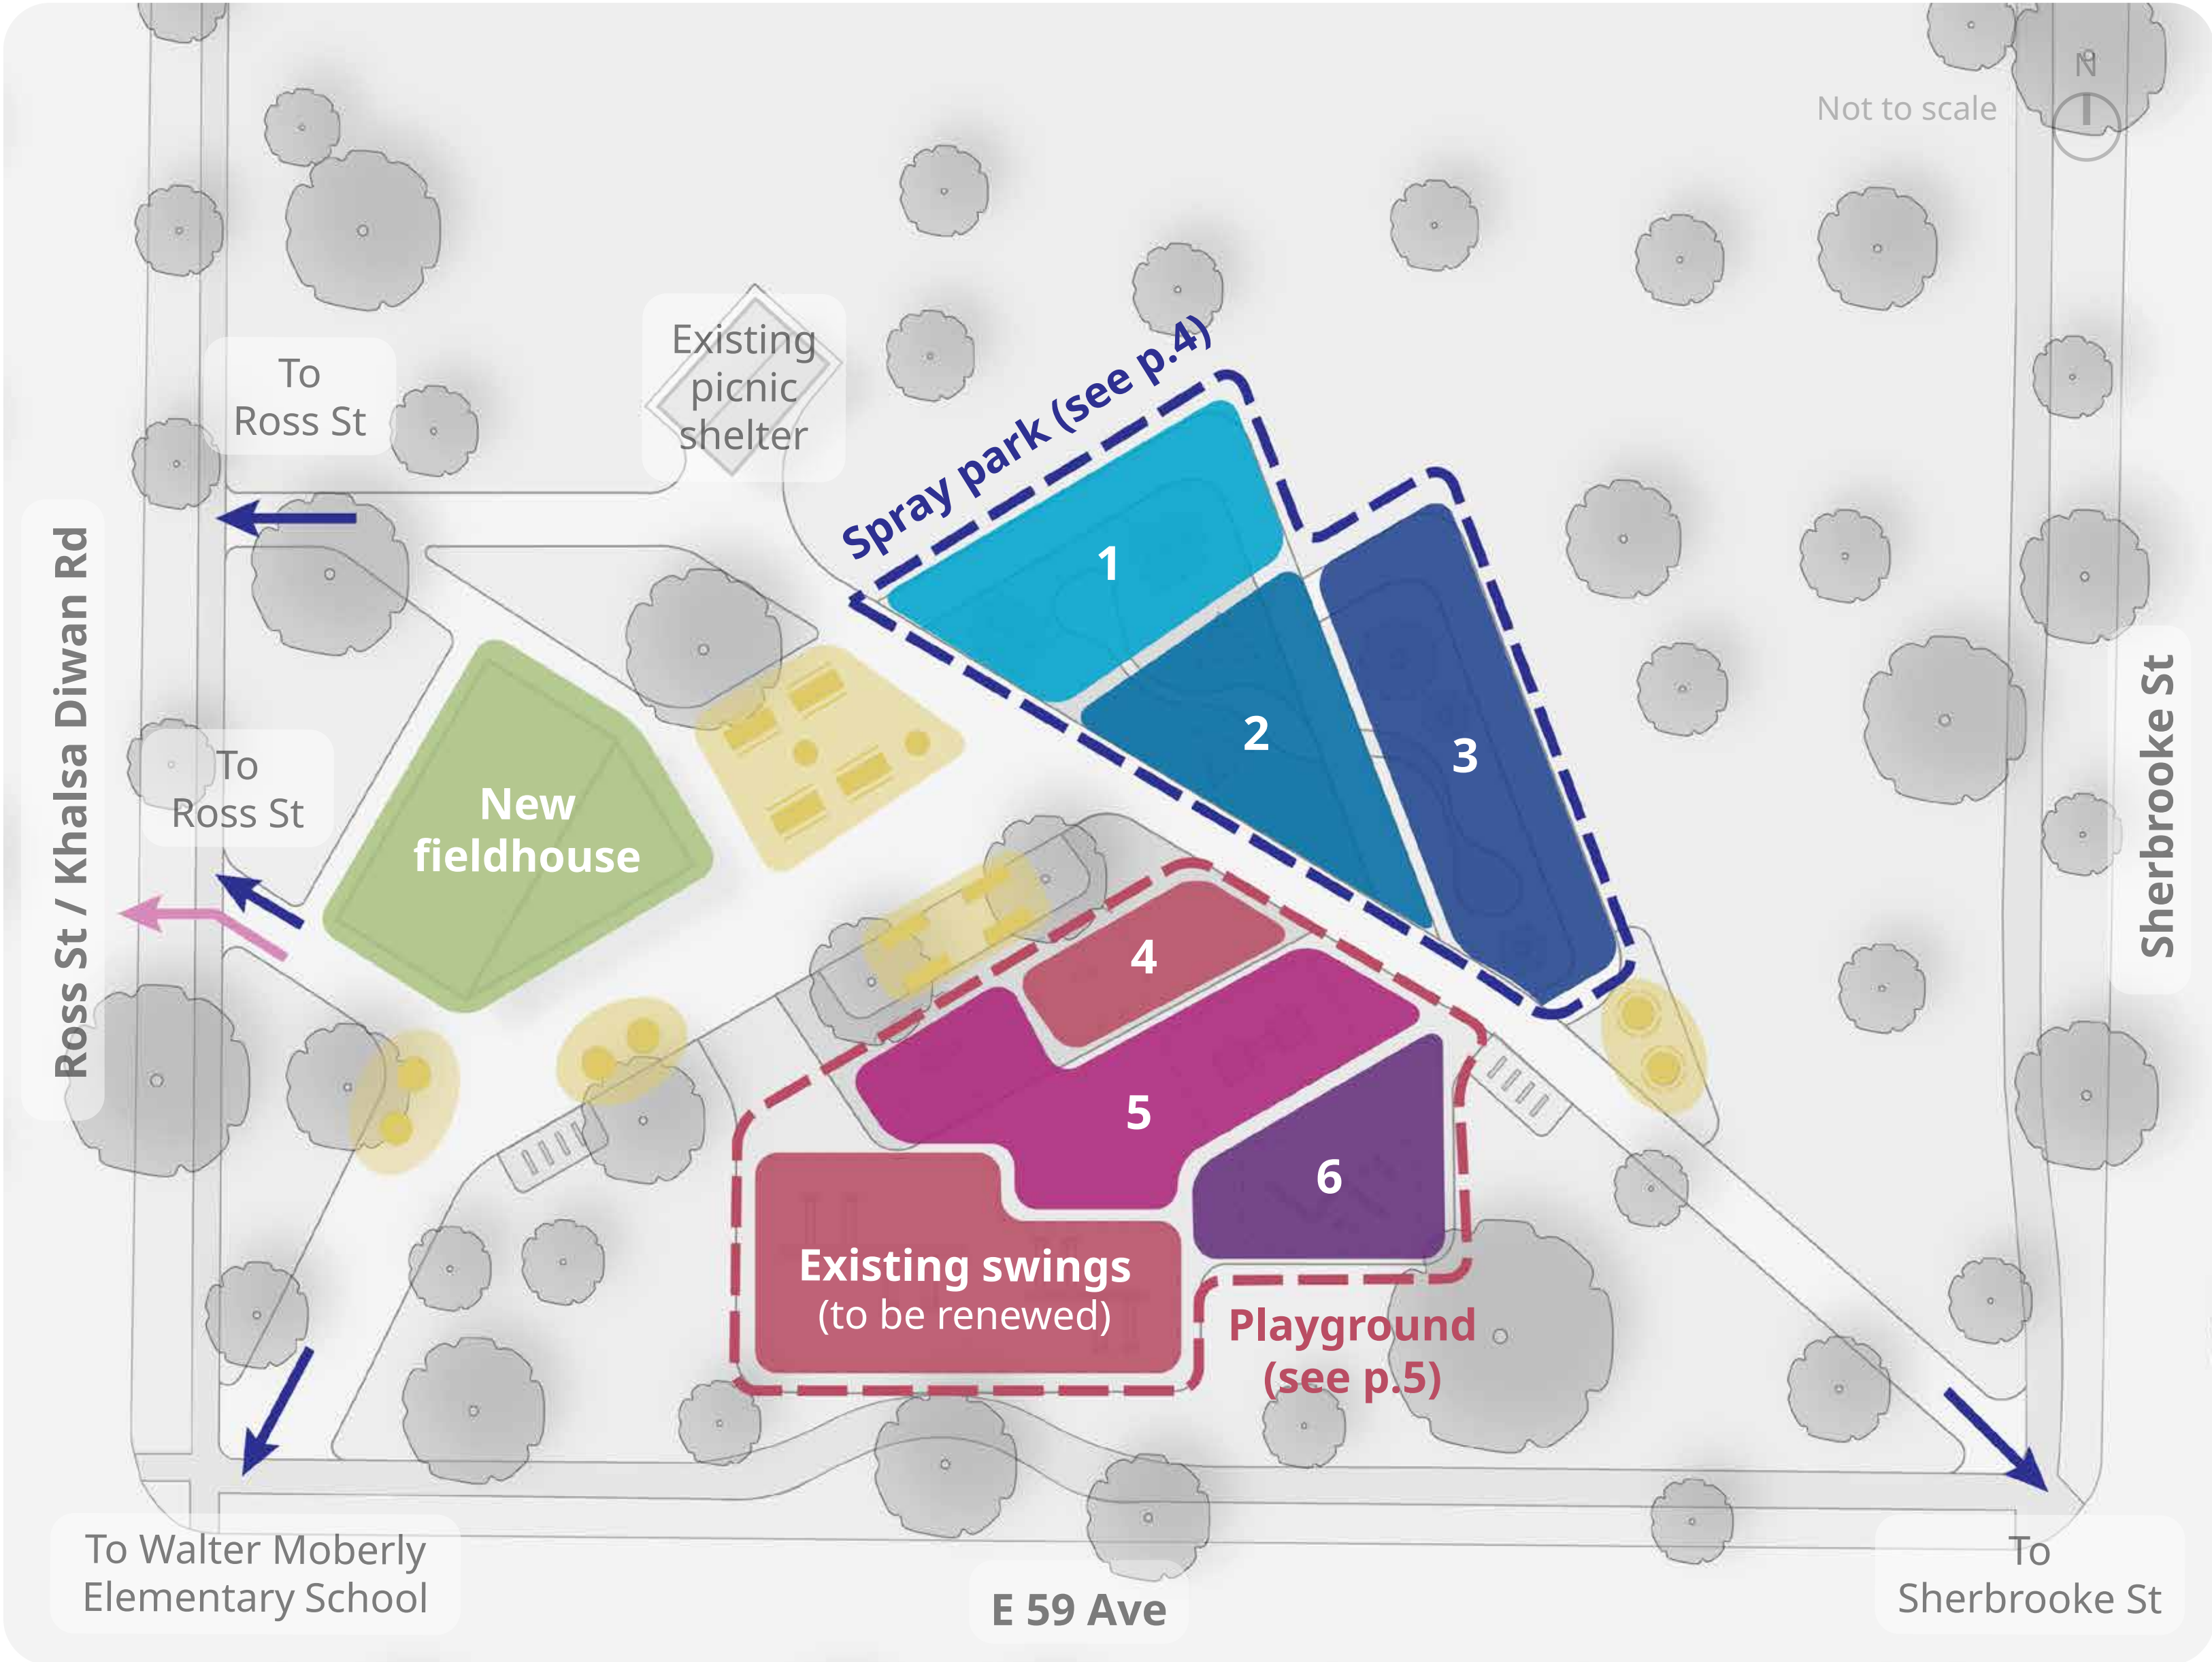 N
Not to scale
Existing
picnic
shelter
To
Ross St
Spray park (see p.4)
1
2
3
To
Ross St
New
fieldhouse
Ross St / Khalsa Diwan Rd
Sherbrooke St
4
5
6
Existing swings
(to be renewed)
Playground
(see p.5)
To Walter Moberly
Elementary School
E 59 Ave
To
Sherbrooke St